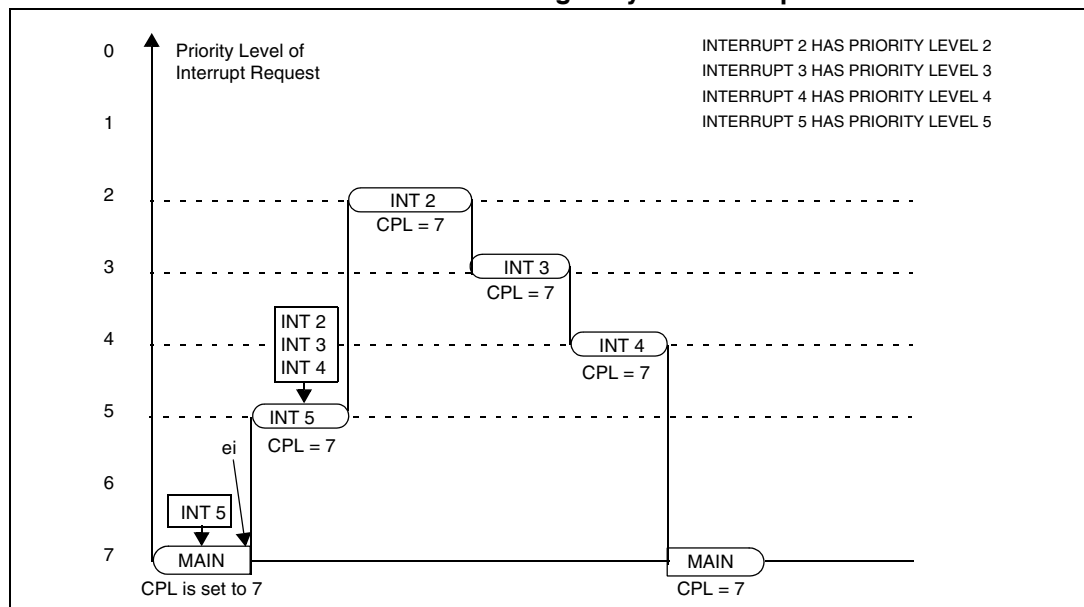 0
Priority Level of
Interrupt Request
INTERRUPT 2 HAS PRIORITY LEVEL 2
INTERRUPT 3 HAS PRIORITY LEVEL 3
INTERRUPT 4 HAS PRIORITY LEVEL 4
INTERRUPT 5 HAS PRIORITY LEVEL 5
1
2
INT 2
CPL = 7
3
INT 3
CPL = 7
INT 2
INT 3
INT 4
4
INT 4
CPL = 7
5
INT 5
CPL = 7
ei
6
INT 5
7
MAIN
CPL is set to 7
MAIN
CPL = 7